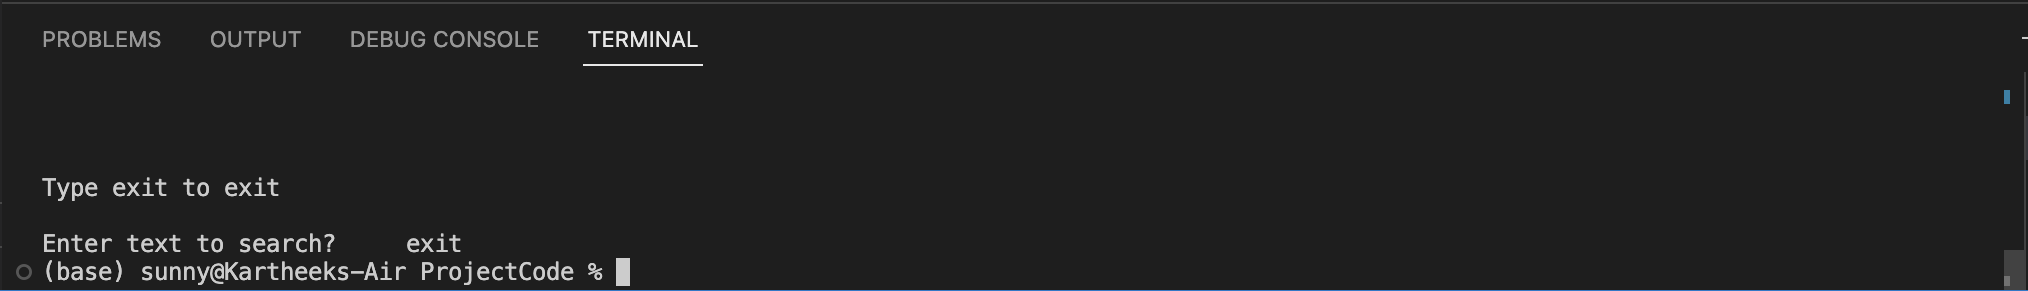 PROBLEMS OUTPUT DEBUG CONSOLE TERMINAL
Type exit to exit
Enter text to search? exit
(base) sunny@Kartheeks-Air ProjectCode %